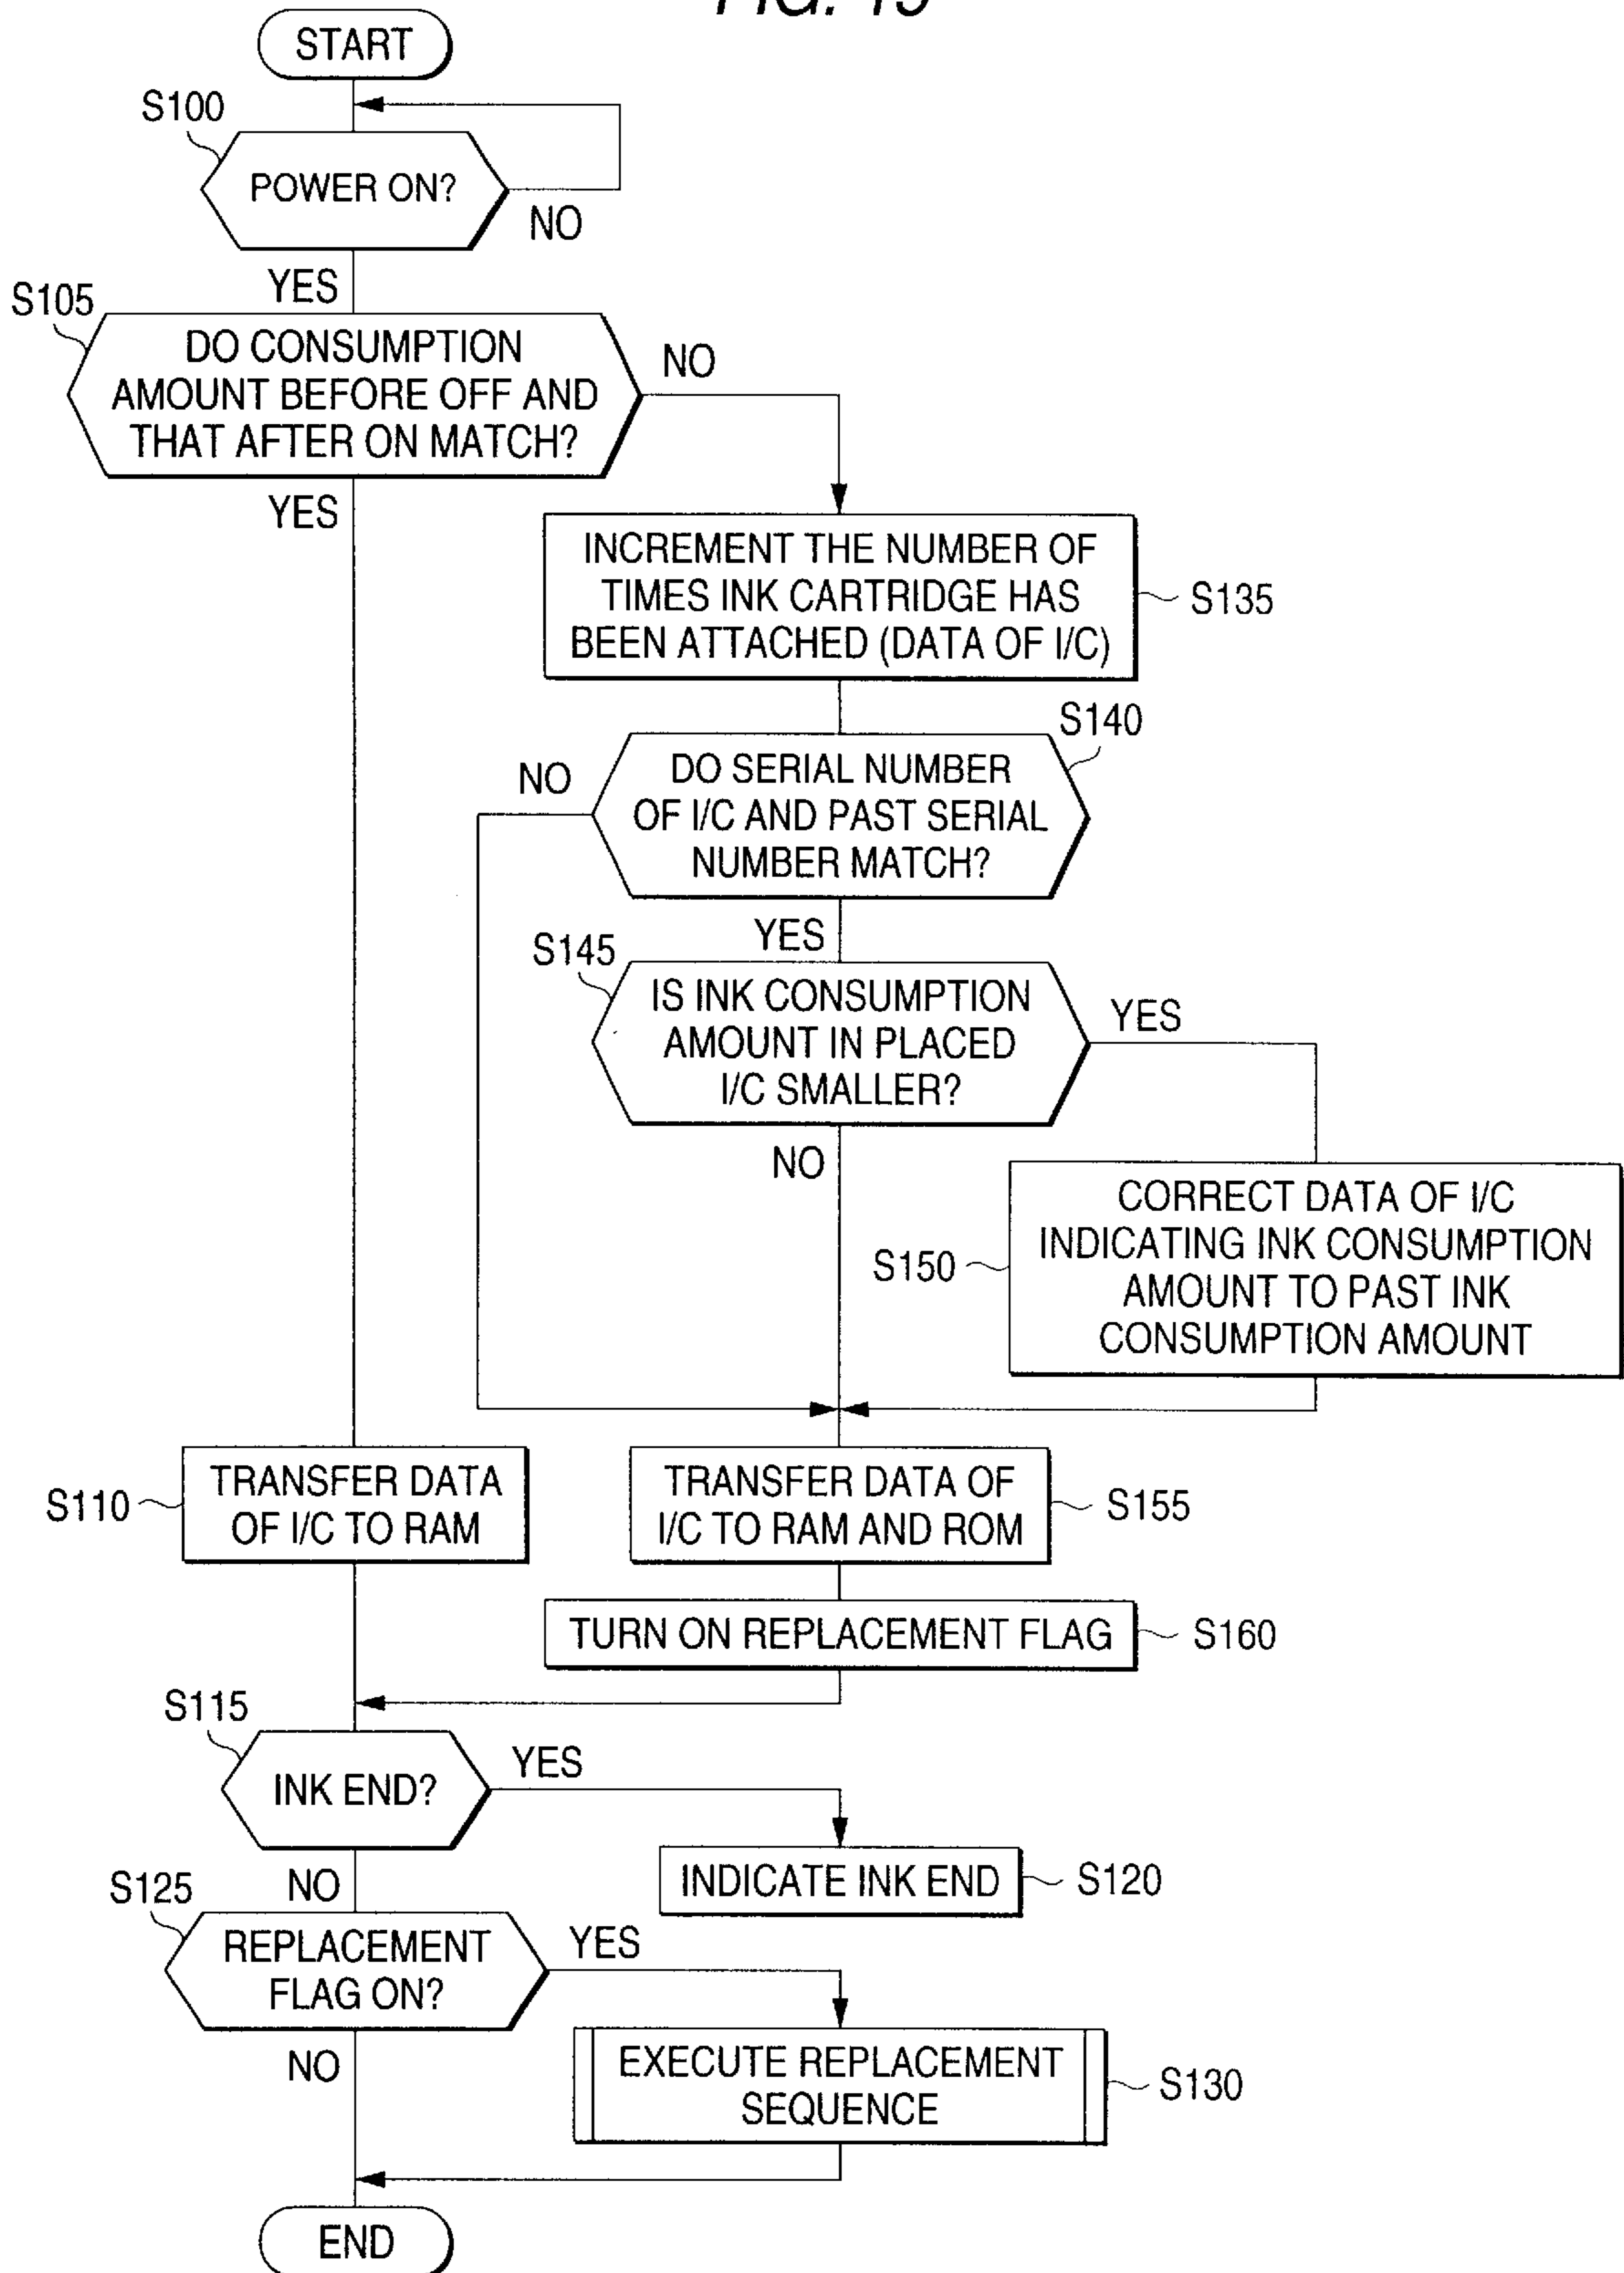 START
S100
POWER ON?
NO
YES
S105
DO CONSUMPTION
AMOUNT BEFORE OFF AND
THAT AFTER ON MATCH?
NO
YES
INCREMENT THE NUMBER OF
TIMES INK CARTRIDGE HAS
BEEN ATTACHED (DATA OF I/C)
S135
S140
DO SERIAL NUMBER
OF I/C AND PAST SERIAL
NUMBER MATCH?
NO
YES
S145
IS INK CONSUMPTION
AMOUNT IN PLACED
I/C SMALLER?
YES
NO
CORRECT DATA OF I/C
INDICATING INK CONSUMPTION
AMOUNT TO PAST INK
CONSUMPTION AMOUNT
S150
S110
TRANSFER DATA
OF I/C TO RAM
TRANSFER DATA OF
I/C TO RAM AND ROM
S155
TURN ON REPLACEMENT FLAG
S160
S115
INK END?
YES
NO
INDICATE INK END
S120
S125
REPLACEMENT
FLAG ON?
YES
NO
EXECUTE REPLACEMENT
SEQUENCE
S130
END